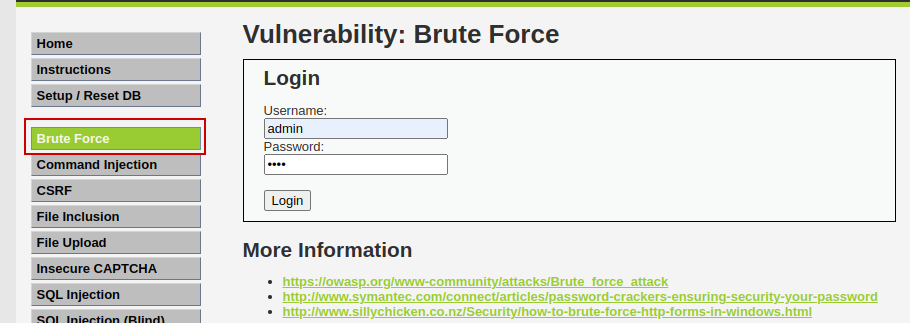 Vulnerability: Brute Force
Home
Instructions
Setup / Reset DB
Brute Force
Command Injection
CSRF
File Inclusion
File Upload
Insecure CAPTCHA
SQL Injection
SQL Injection (Blind)
Login
Username:
admin
Password:
••••
Login
More Information
https://owasp.org/www-community/attacks/Brute_force_attack
http://www.symantec.com/connect/articles/password-crackers-ensuring-security-your-password
http://www.sillychicken.co.nz/Security/how-to-brute-force-http-forms-in-windows.html